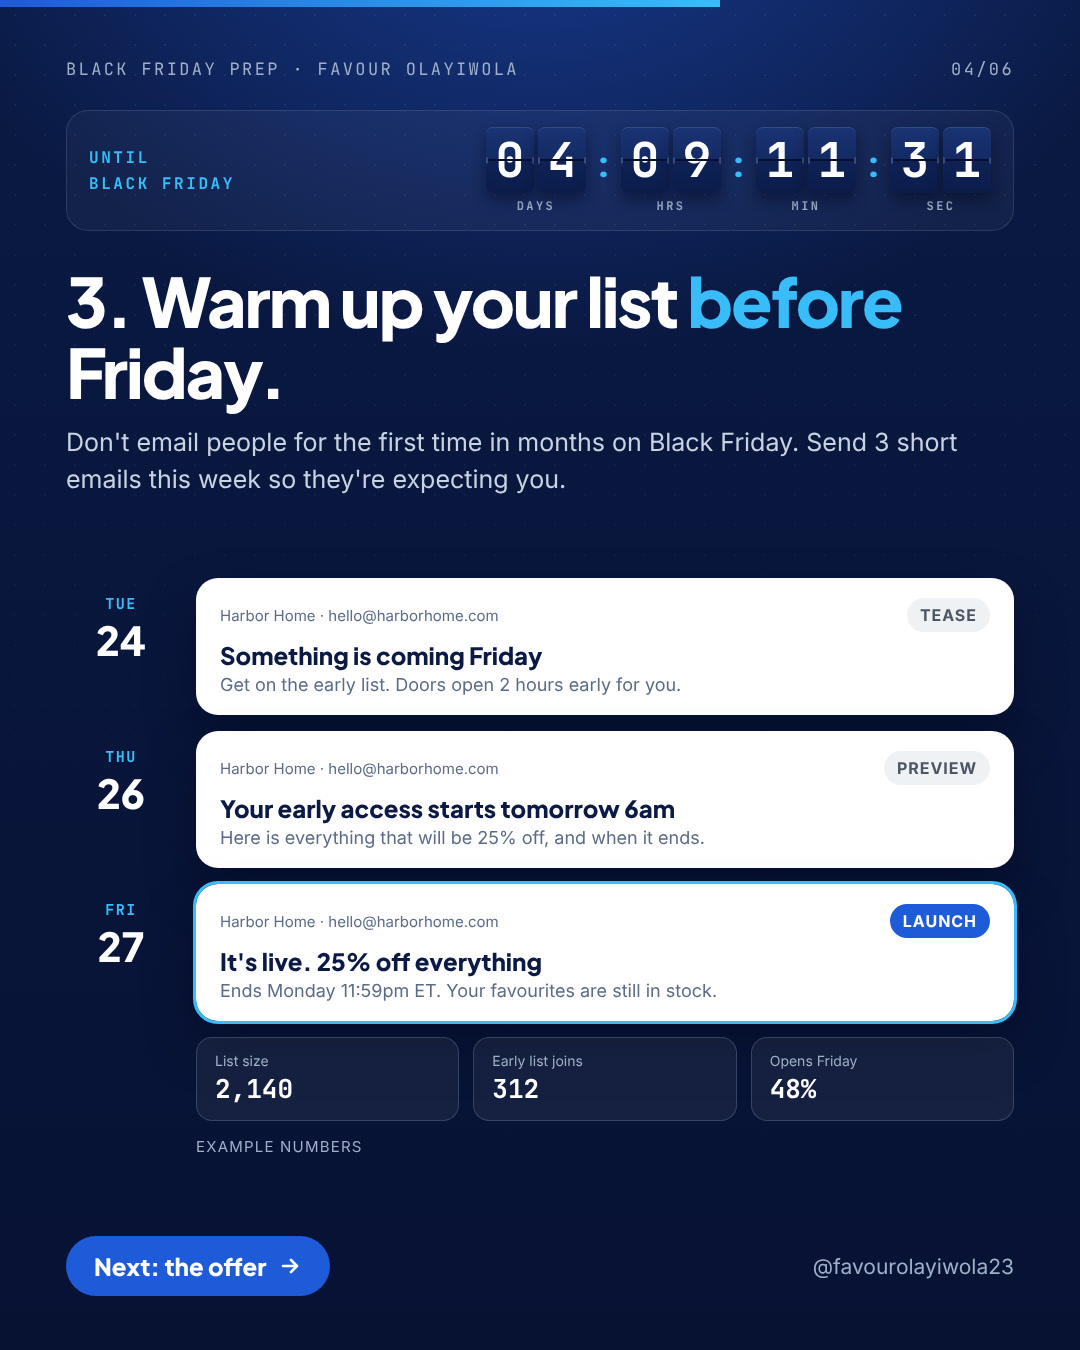 BLACK FRIDAY PREP · FAVOUR OLAYIWOLA
04/06
UNTIL
BLACK FRIDAY
04 : 09 : 11 : 31
DAYS HRS MIN SEC
3. Warm up your list before
Friday.
Don't email people for the first time in months on Black Friday. Send 3 short
emails this week so they're expecting you.
TUE
24
Harbor Home · hello@harborhome.com
TEASE
Something is coming Friday
Get on the early list. Doors open 2 hours early for you.
THU
26
Harbor Home · hello@harborhome.com
PREVIEW
Your early access starts tomorrow 6am
Here is everything that will be 25% off, and when it ends.
FRI
27
Harbor Home · hello@harborhome.com
LAUNCH
It's live. 25% off everything
Ends Monday 11:59pm ET. Your favourites are still in stock.
List size
2,140
Early list joins
312
Opens Friday
48%
EXAMPLE NUMBERS
Next: the offer →
@favourolayiwola23